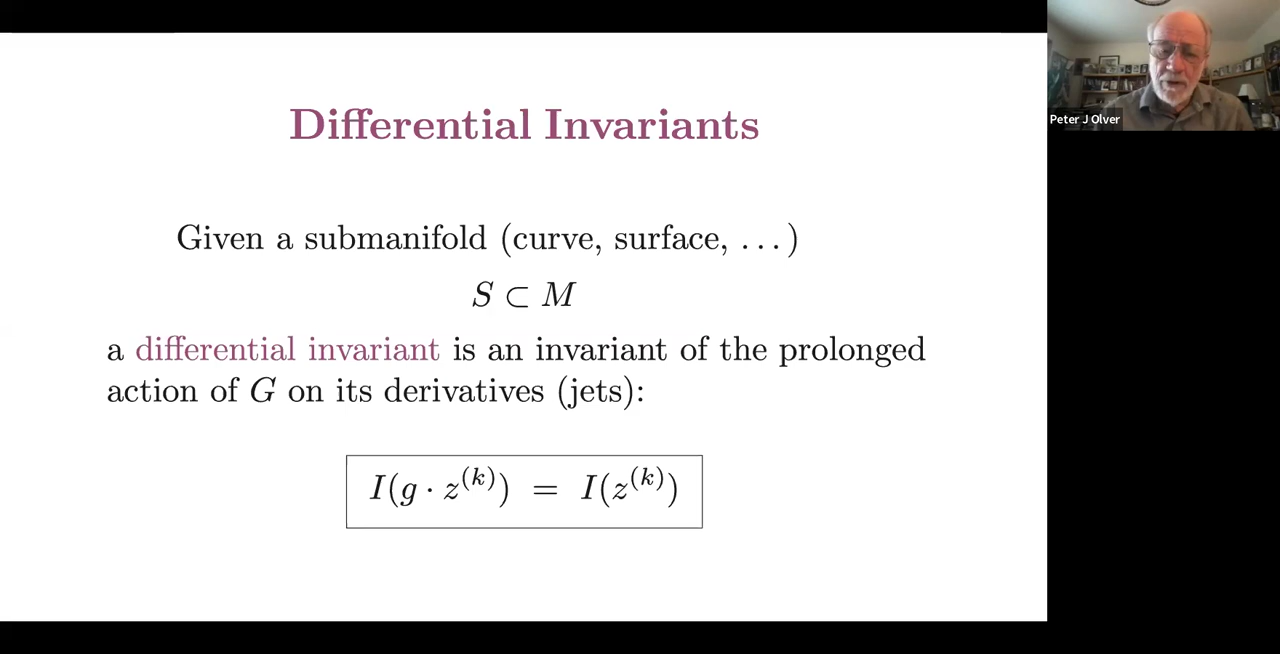 Differential Invariants
Given a submanifold (curve, surface, ...)
S ⊂ M
a differential invariant is an invariant of the prolonged
action of G on its derivatives (jets):
I(g · z^(k)) = I(z^(k))
Peter J Olver